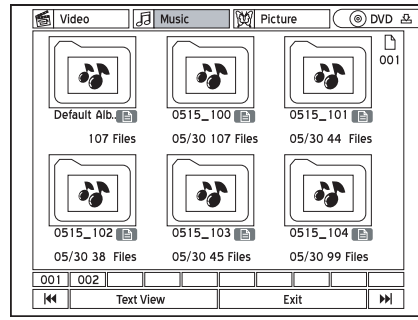 Video Music Picture DVD
001
Default Alb.. 0515_100 0515_101
107 Files 05/30 107 Files 05/30 44 Files
0515_102 0515_103 0515_104
05/30 38 Files 05/30 45 Files 05/30 99 Files
001 002
Text View Exit